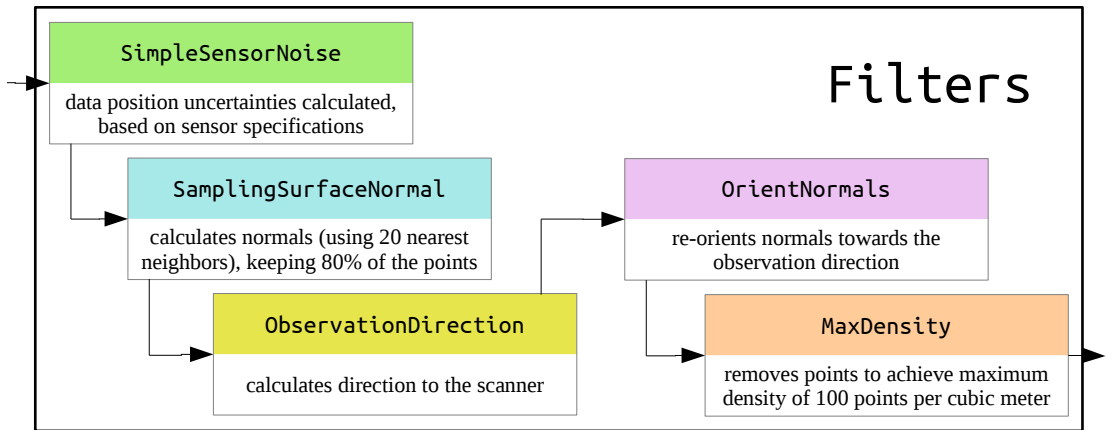 Filters
SimpleSensorNoise
data position uncertainties calculated,
based on sensor specifications
SamplingSurfaceNormal
calculates normals (using 20 nearest
neighbors), keeping 80% of the points
ObservationDirection
calculates direction to the scanner
OrientNormals
re-orients normals towards the
observation direction
MaxDensity
removes points to achieve maximum
density of 100 points per cubic meter